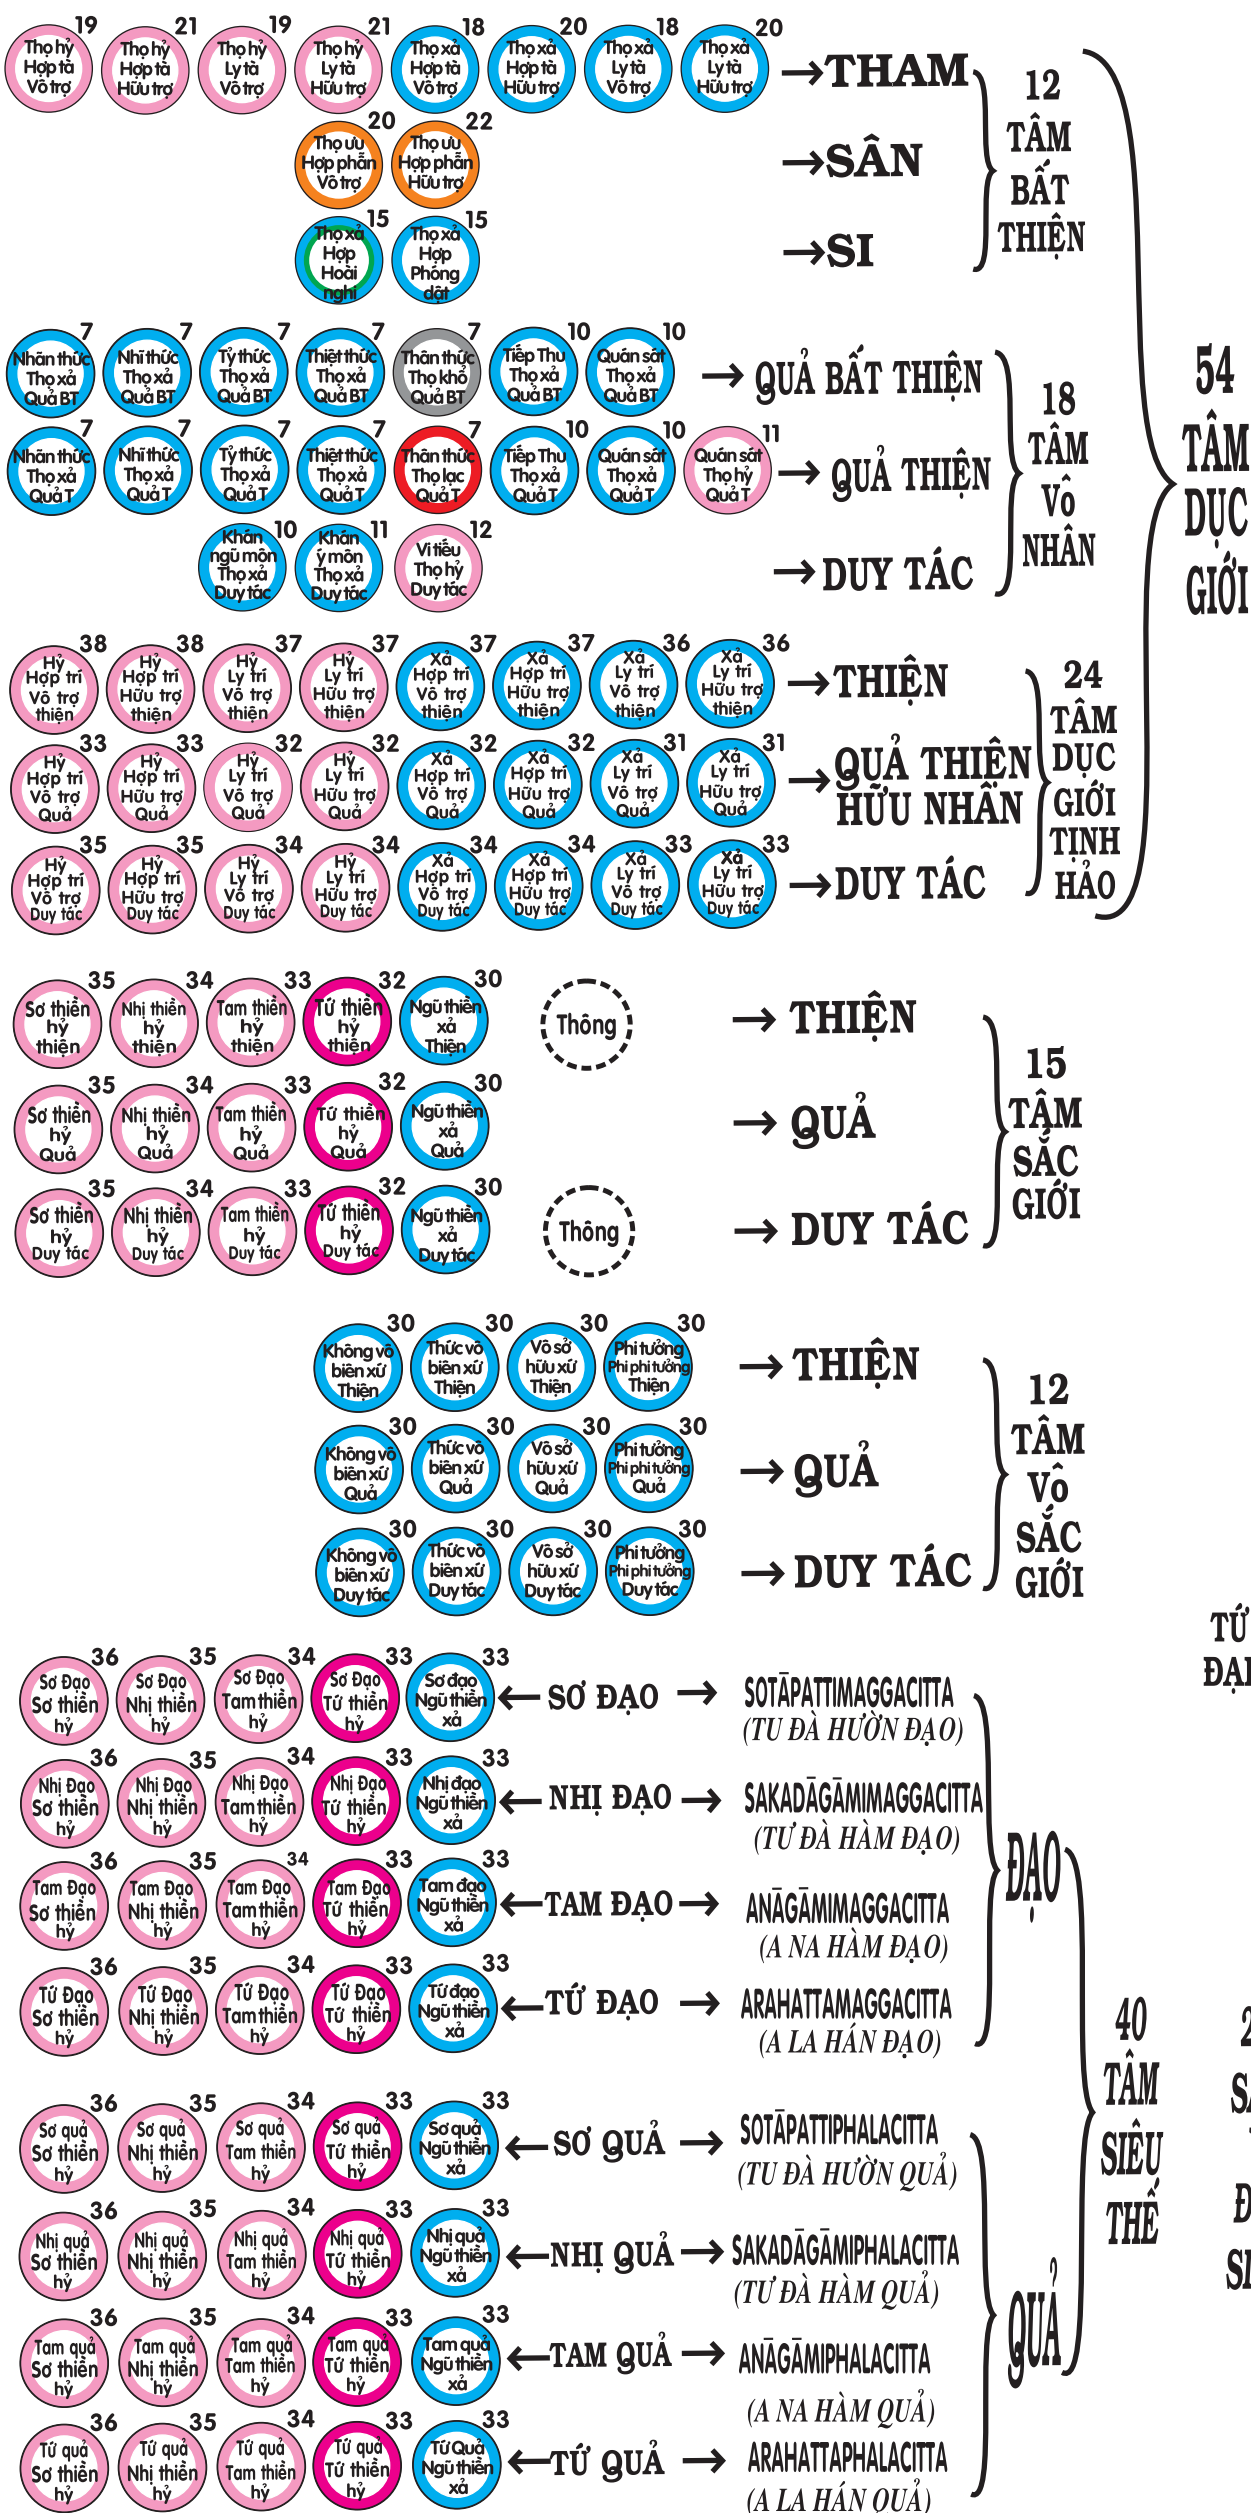 19 21 19 21 18 20 18 20
Thọ hỷ Thọ hỷ Thọ hỷ Thọ hỷ Thọ xả Thọ xả Thọ xả Thọ xả
Hợp tà Hợp tà Ly tà Ly tà Hợp tà Hợp tà Ly tà Ly tà
Vô trợ Hữu trợ Vô trợ Hữu trợ Vô trợ Hữu trợ Vô trợ Hữu trợ
THAM
20 22
Thọ ưu Thọ ưu
Hợp phẫn Hợp phẫn
Vô trợ Hữu trợ
SÂN
15 15
Thọ xả Thọ xả
Hợp Hợp
Hoài Phóng
nghi dật
SI
12
TÂM
BẤT
THIỆN
7 7 7 7 7 10 10
Nhãn thức Nhĩ thức Tỷ thức Thiệt thức Thân thức Tiếp Thu Quán sát
Thọ xả Thọ xả Thọ xả Thọ xả Thọ khổ Thọ xả Thọ xả
Quả BT Quả BT Quả BT Quả BT Quả BT Quả BT Quả BT
QUẢ BẤT THIỆN
7 7 7 7 7 10 10 11
Nhãn thức Nhĩ thức Tỷ thức Thiệt thức Thân thức Tiếp Thu Quán sát Quán sát
Thọ xả Thọ xả Thọ xả Thọ xả Thọ lạc Thọ xả Thọ xả Thọ hỷ
Quả T Quả T Quả T Quả T Quả T Quả T Quả T Quả T
QUẢ THIỆN
10 11 12
Khán Khán Vi tiếu
ngũ môn ý môn Thọ hỷ
Thọ xả Thọ xả Duy tác
Duy tác Duy tác
DUY TÁC
18
TÂM
Vô
NHÂN
54
TÂM
DỤC
GIỚI
38 38 37 37 37 37 36 36
Hỷ Hỷ Hỷ Hỷ Xả Xả Xả Xả
Hợp trí Hợp trí Ly trí Ly trí Hợp trí Hợp trí Ly trí Ly trí
Vô trợ Hữu trợ Vô trợ Hữu trợ Vô trợ Hữu trợ Vô trợ Hữu trợ
thiện thiện thiện thiện thiện thiện thiện thiện
THIỆN
33 33 32 32 32 32 31 31
Hỷ Hỷ Hỷ Hỷ Xả Xả Xả Xả
Hợp trí Hợp trí Ly trí Ly trí Hợp trí Hợp trí Ly trí Ly trí
Vô trợ Hữu trợ Vô trợ Hữu trợ Vô trợ Hữu trợ Vô trợ Hữu trợ
Quả Quả Quả Quả Quả Quả Quả Quả
QUẢ THIỆN
HỮU NHÂN
35 35 34 34 34 34 33 33
Hỷ Hỷ Hỷ Hỷ Xả Xả Xả Xả
Hợp trí Hợp trí Ly trí Ly trí Hợp trí Hợp trí Ly trí Ly trí
Vô trợ Hữu trợ Vô trợ Hữu trợ Vô trợ Hữu trợ Vô trợ Hữu trợ
Duy tác Duy tác Duy tác Duy tác Duy tác Duy tác Duy tác Duy tác
DUY TÁC
24
TÂM
DỤC
GIỚI
TỊNH
HẢO
35 34 33 32 30
Sơ thiền Nhị thiền Tam thiền Tứ thiền Ngũ thiền
hỷ hỷ hỷ hỷ xả
thiện thiện thiện thiện Thiện
Thông
THIỆN
35 34 33 32 30
Sơ thiền Nhị thiền Tam thiền Tứ thiền Ngũ thiền
hỷ hỷ hỷ hỷ xả
Quả Quả Quả Quả Quả
QUẢ
35 34 33 32 30
Sơ thiền Nhị thiền Tam thiền Tứ thiền Ngũ thiền
hỷ hỷ hỷ hỷ xả
Duy tác Duy tác Duy tác Duy tác Duy tác
Thông
DUY TÁC
15
TÂM
SẮC
GIỚI
30 30 30 30
Không vô Thức vô Vô sở Phi tưởng
biên xứ biên xứ hữu xứ Phi phi tưởng
Thiện Thiện Thiện Thiện
THIỆN
30 30 30 30
Không vô Thức vô Vô sở Phi tưởng
biên xứ biên xứ hữu xứ Phi phi tưởng
Quả Quả Quả Quả
QUẢ
30 30 30 30
Không vô Thức vô Vô sở Phi tưởng
biên xứ biên xứ hữu xứ Phi phi tưởng
Duy tác Duy tác Duy tác Duy tác
DUY TÁC
12
TÂM
Vô
SẮC
GIỚI
TỨ
36 35 34 33 33
Sơ Đạo Sơ Đạo Sơ Đạo Sơ Đạo Sơ đạo
Sơ thiền Nhị thiền Tam thiền Tứ thiền Ngũ thiền
hỷ hỷ hỷ hỷ xả
SƠ ĐẠO
SOTĀPATTIMAGGACITTA
(TU ĐÀ HƯỜN ĐẠO)
36 35 34 33 33
Nhị Đạo Nhị Đạo Nhị Đạo Nhị Đạo Nhị đạo
Sơ thiền Nhị thiền Tam thiền Tứ thiền Ngũ thiền
hỷ hỷ hỷ hỷ xả
NHỊ ĐẠO
SAKADĀGĀMIMAGGACITTA
(TƯ ĐÀ HÀM ĐẠO)
36 35 34 33 33
Tam Đạo Tam Đạo Tam Đạo Tam Đạo Tam đạo
Sơ thiền Nhị thiền Tam thiền Tứ thiền Ngũ thiền
hỷ hỷ hỷ hỷ xả
TAM ĐẠO
ANĀGĀMIMAGGACITTA
(A NA HÀM ĐẠO)
36 35 34 33 33
Tứ Đạo Tứ Đạo Tứ Đạo Tứ Đạo Tứ đạo
Sơ thiền Nhị thiền Tam thiền Tứ thiền Ngũ thiền
hỷ hỷ hỷ hỷ xả
TỨ ĐẠO
ARAHATTAMAGGACITTA
(A LA HÁN ĐẠO)
ĐẠO
36 35 34 33 33
Sơ quả Sơ quả Sơ quả Sơ quả Sơ quả
Sơ thiền Nhị thiền Tam thiền Tứ thiền Ngũ thiền
hỷ hỷ hỷ hỷ xả
SƠ QUẢ
SOTĀPATTIPHALACITTA
(TU ĐÀ HƯỜN QUẢ)
36 35 34 33 33
Nhị quả Nhị quả Nhị quả Nhị quả Nhị quả
Sơ thiền Nhị thiền Tam thiền Tứ thiền Ngũ thiền
hỷ hỷ hỷ hỷ xả
NHỊ QUẢ
SAKADĀGĀMIPHALACITTA
(TƯ ĐÀ HÀM QUẢ)
36 35 34 33 33
Tam quả Tam quả Tam quả Tam quả Tam quả
Sơ thiền Nhị thiền Tam thiền Tứ thiền Ngũ thiền
hỷ hỷ hỷ hỷ xả
TAM QUẢ
ANĀGĀMIPHALACITTA
(A NA HÀM QUẢ)
36 35 34 33 33
Tứ quả Tứ quả Tứ quả Tứ quả Tứ Quả
Sơ thiền Nhị thiền Tam thiền Tứ thiền Ngũ thiền
hỷ hỷ hỷ hỷ xả
TỨ QUẢ
ARAHATTAPHALACITTA
(A LA HÁN QUẢ)
QUẢ
40
TÂM
SIÊU
THẾ